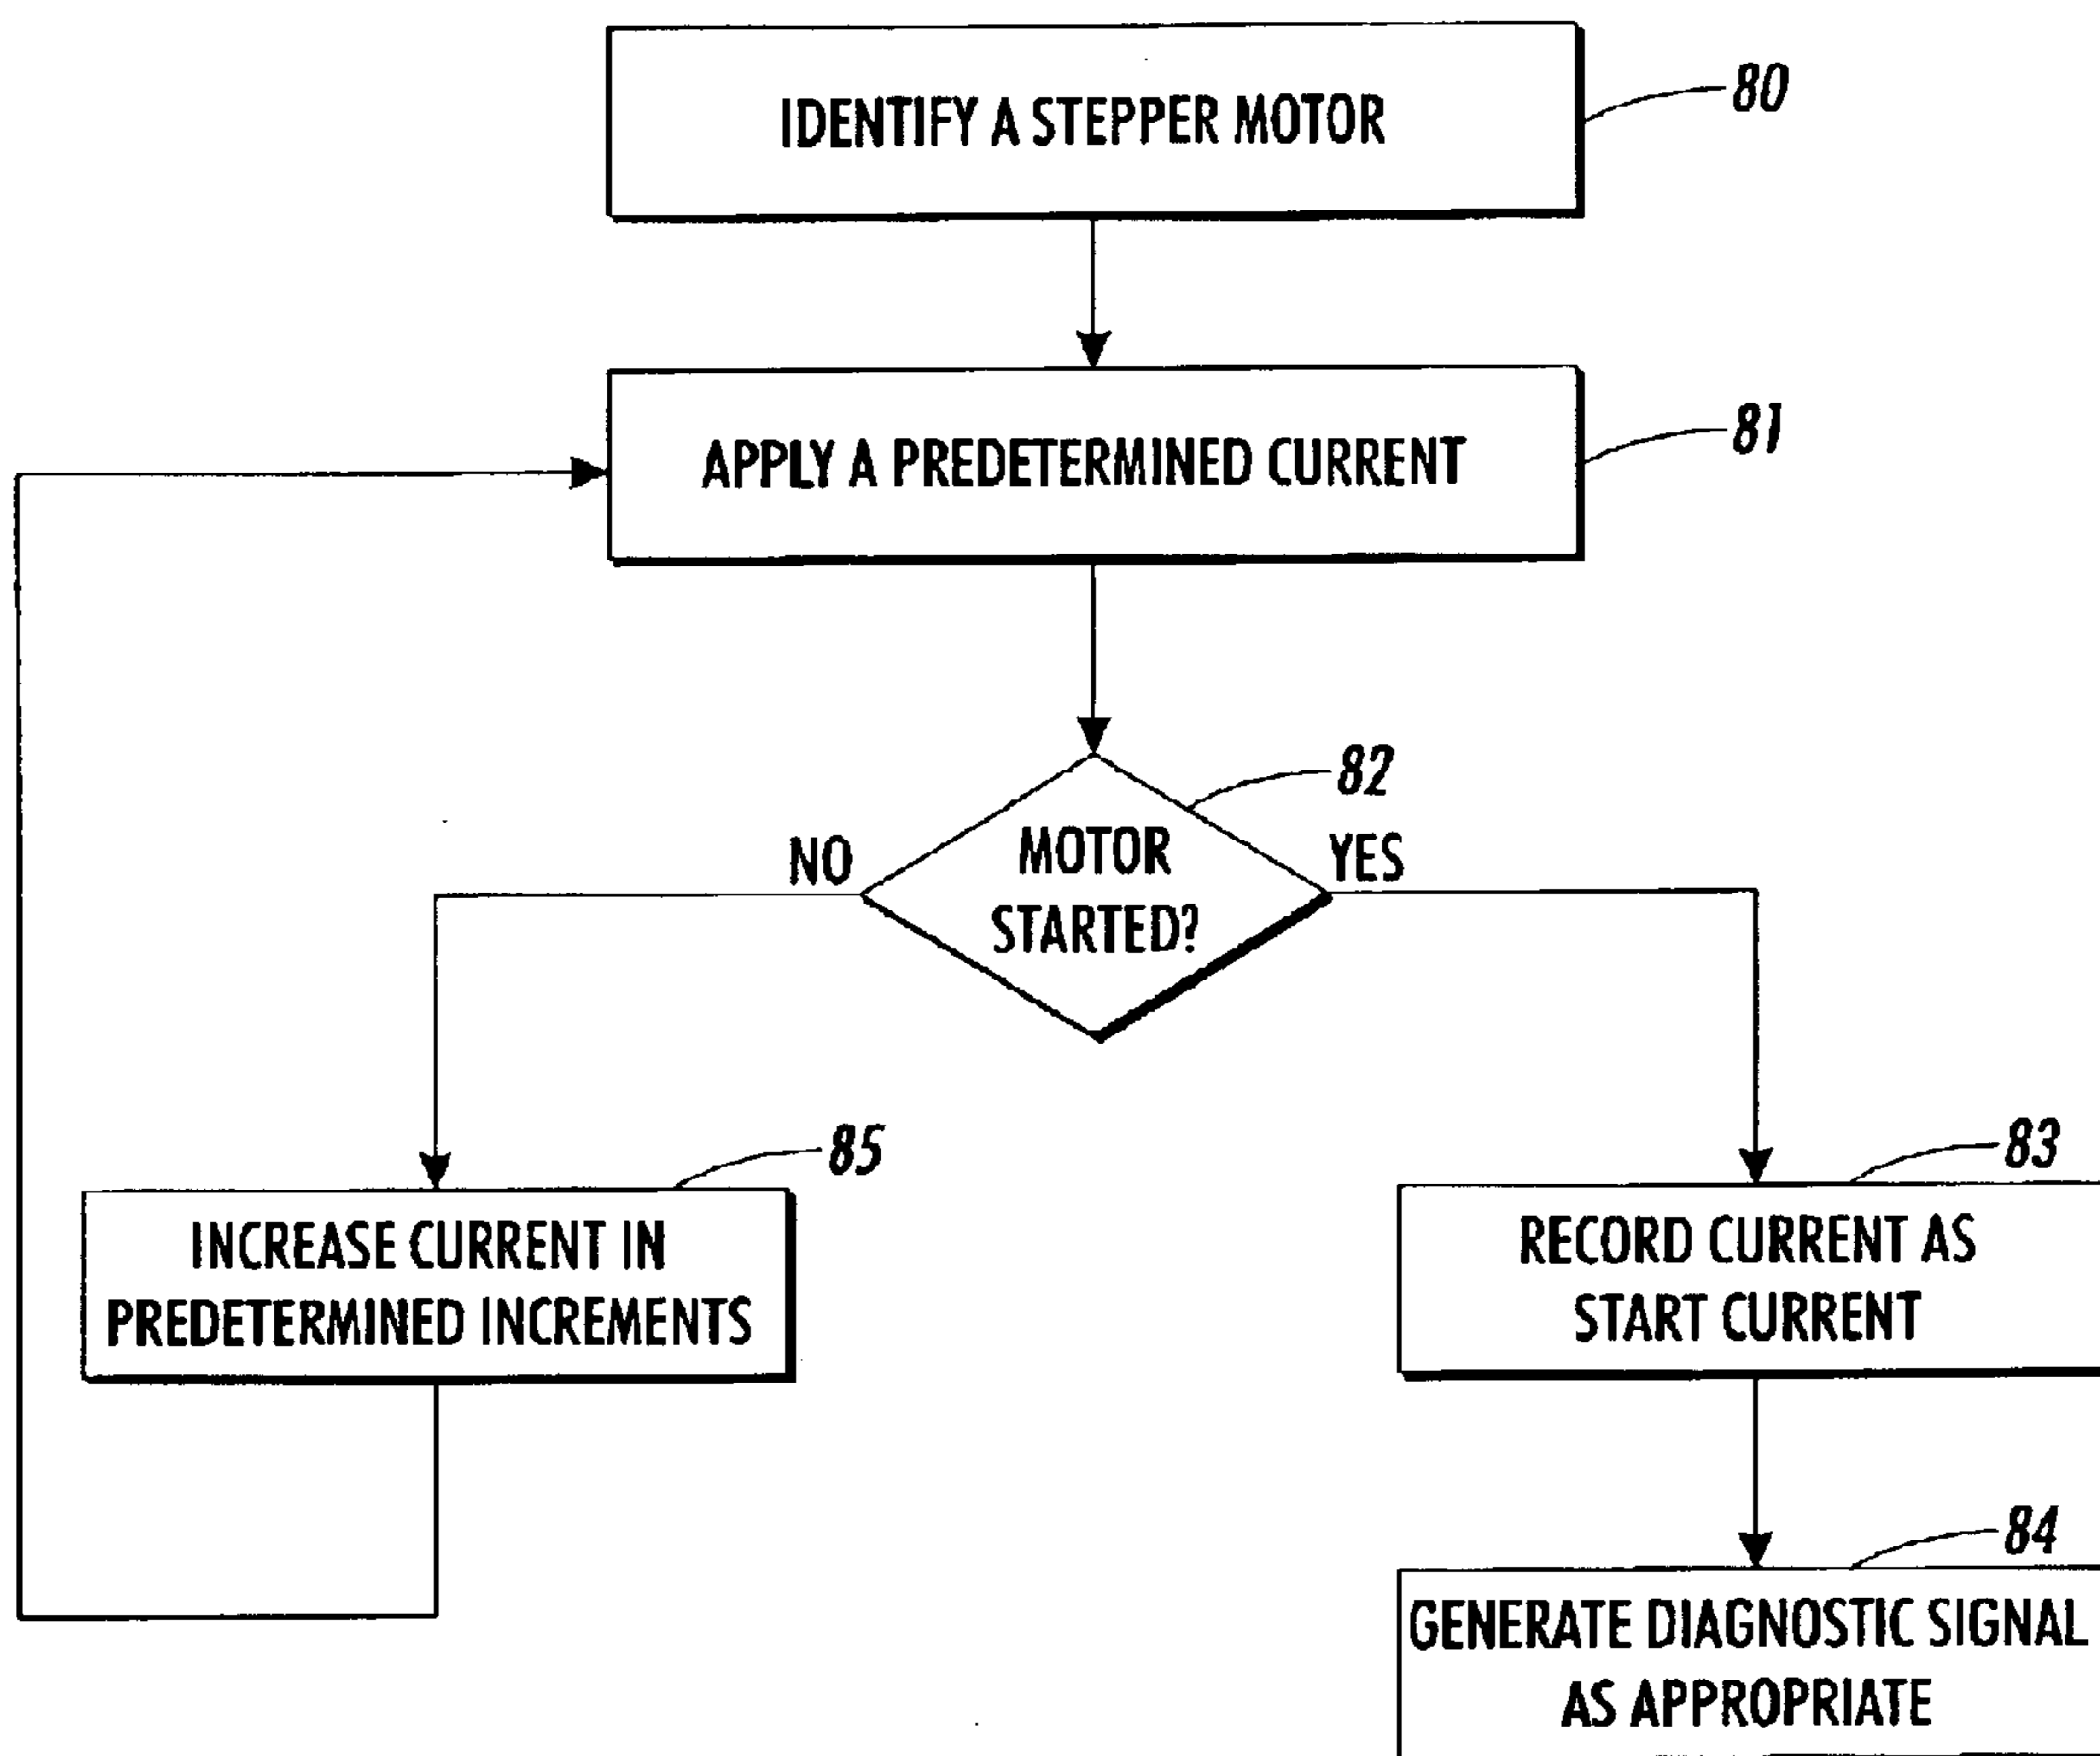 IDENTIFY A STEPPER MOTOR
80
APPLY A PREDETERMINED CURRENT
81
82
NO
MOTOR
STARTED?
YES
85
INCREASE CURRENT IN
PREDETERMINED INCREMENTS
83
RECORD CURRENT AS
START CURRENT
84
GENERATE DIAGNOSTIC SIGNAL
AS APPROPRIATE